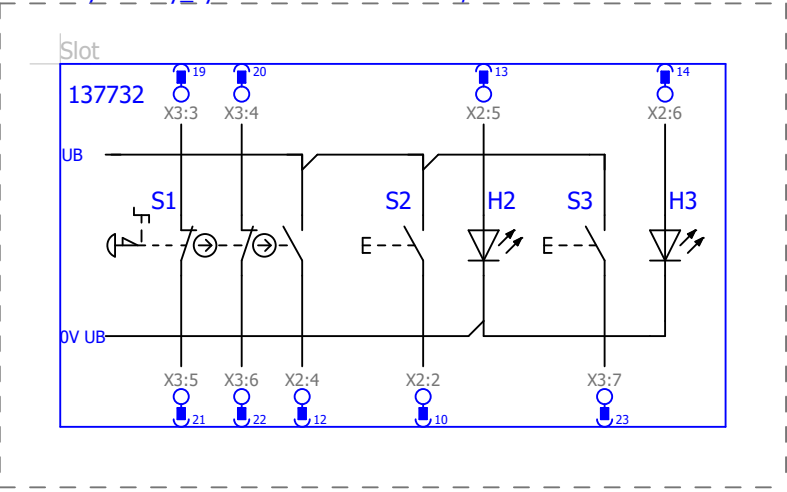 Slot
19 20 13 14
137732
X3:3 X3:4 X2:5 X2:6
UB
S1 S2 H2 S3 H3
E E
0V UB
X3:5 X3:6 X2:4 X2:2 X3:7
21 22 12 10 23